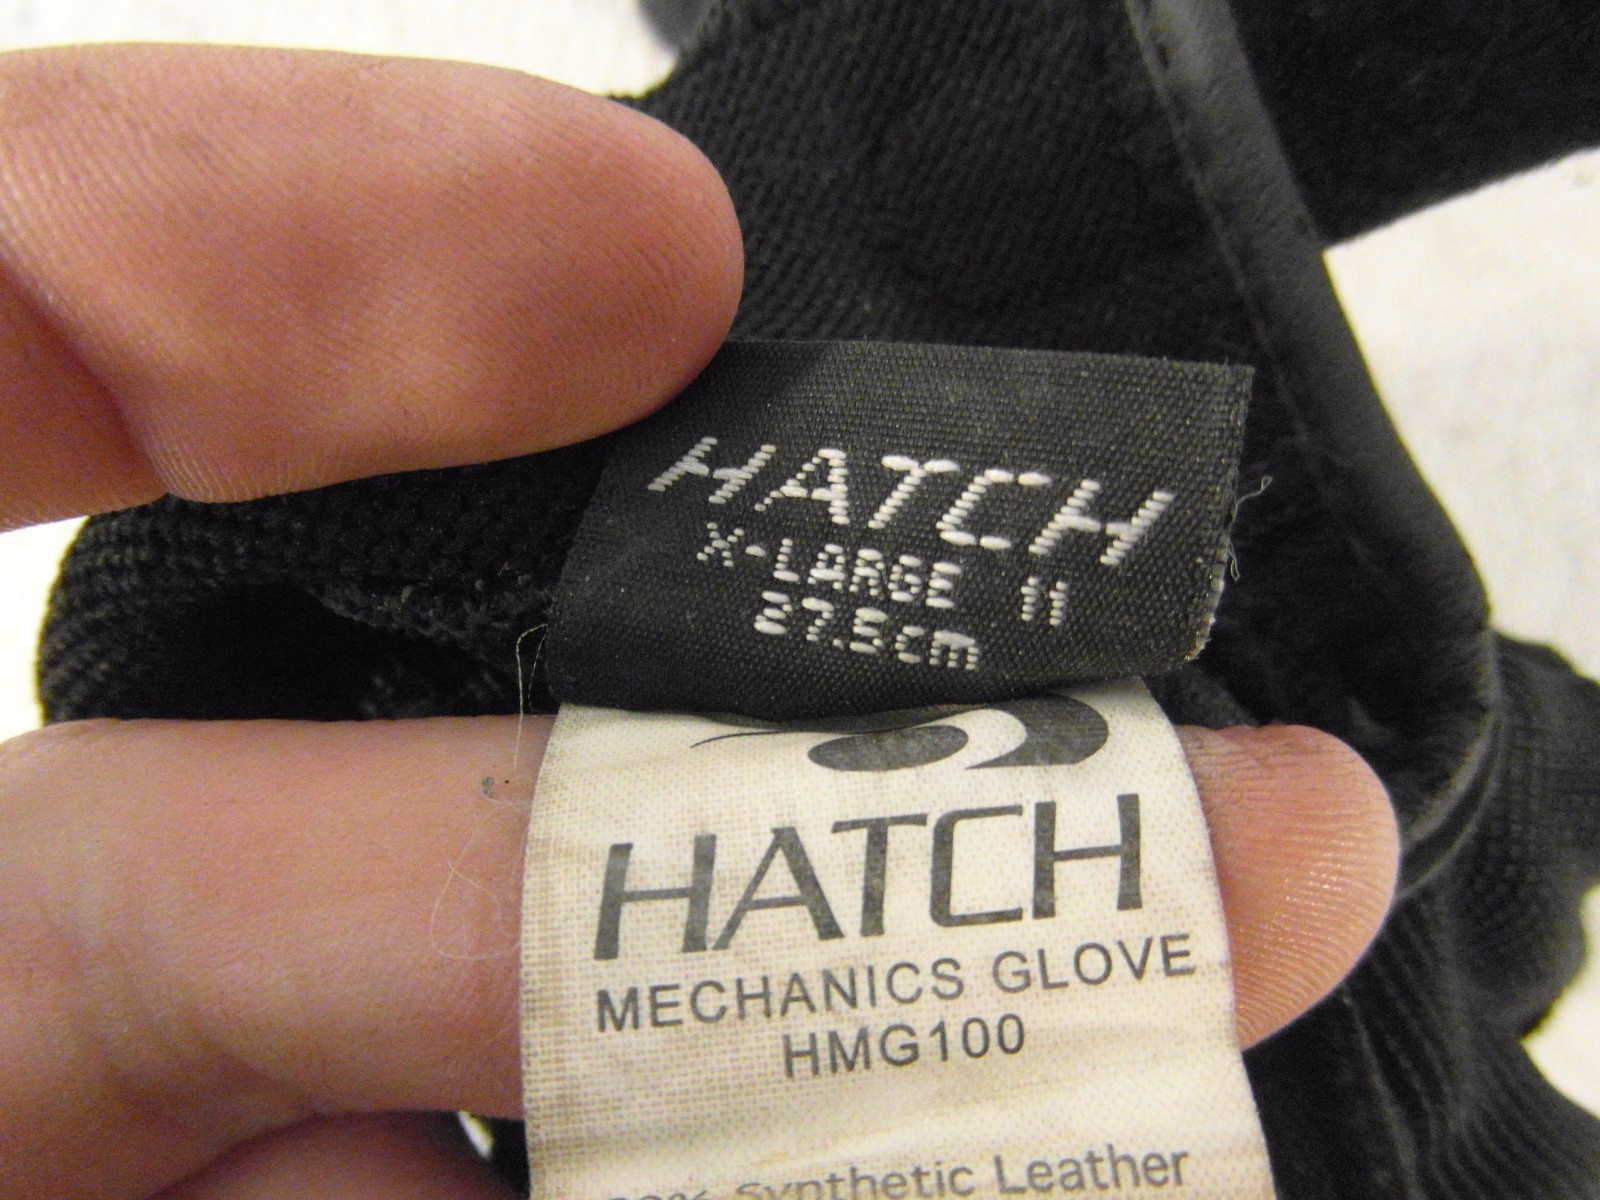 HATCH
X-LARGE 11
27.5cm
HATCH
MECHANICS GLOVE
HMG100
Synthetic Leather